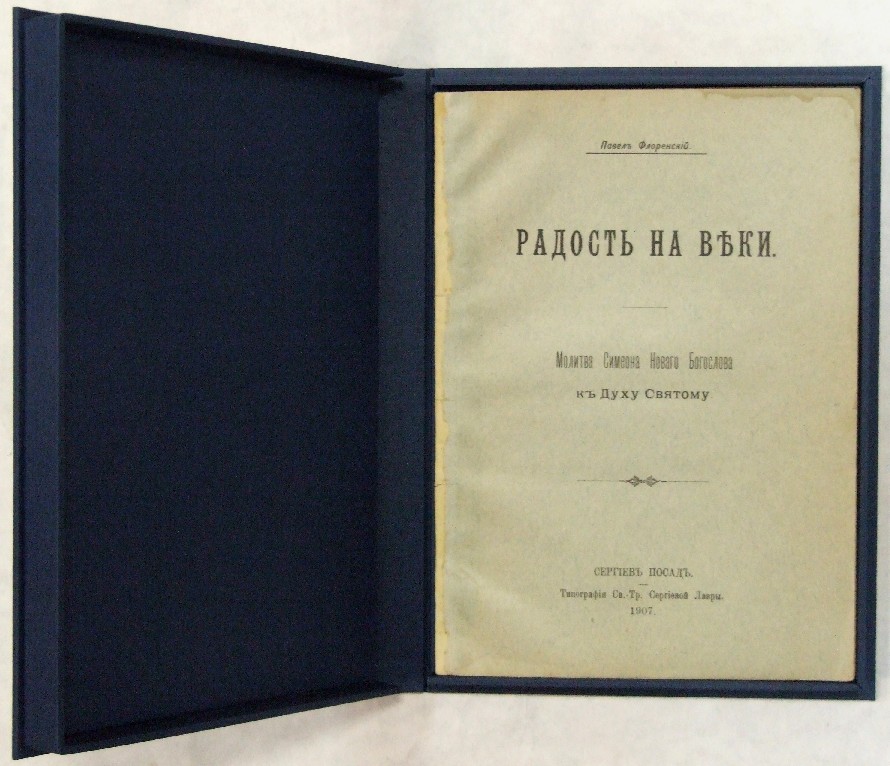 Павелъ Флоренскій.
РАДОСТЬ НА ВѢКИ.
Молитва Симеона Новаго Богослова
къ Духу Святому
СЕРГІЕВЪ ПОСАДЪ.
Типографія Св.-Тр. Сергіевой Лавры.
1907.